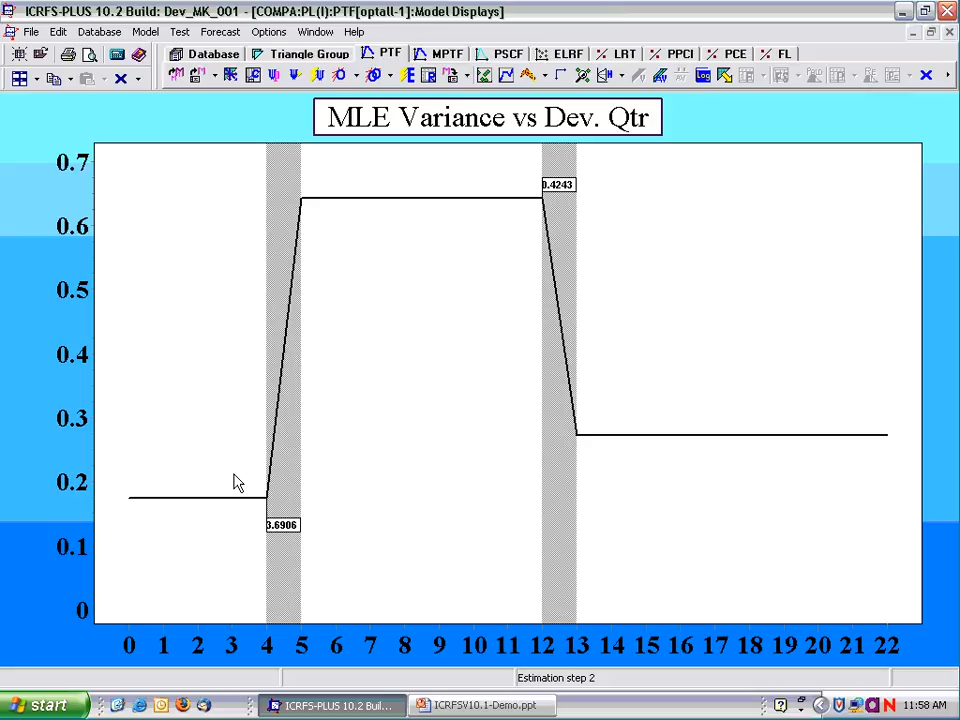 ICRFS-PLUS 10.2 Build: Dev_MK_001 - [COMPA:PL(I):PTF[optall-1]:Model Displays]
File Edit Database Model Test Forecast Options Window Help
Database Triangle Group PTF MPTF PSCF ELRF LRT PPCI PCE FL
MLE Variance vs Dev. Qtr
0.7
0.4243
0.6
0.5
0.4
0.3
0.2
3.6906
0.1
0
0 1 2 3 4 5 6 7 8 9 10 11 12 13 14 15 16 17 18 19 20 21 22
Estimation step 2
start ICRFS-PLUS 10.2 Buil... ICRFSV10.1-Demo.ppt 11:58 AM